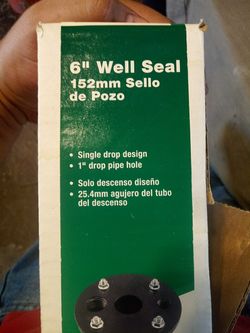 6" Well Seal
152mm Sello
de Pozo
• Single drop design
• 1" drop pipe hole
• Solo descenso diseño
• 25.4mm agujero del tubo
del descenso